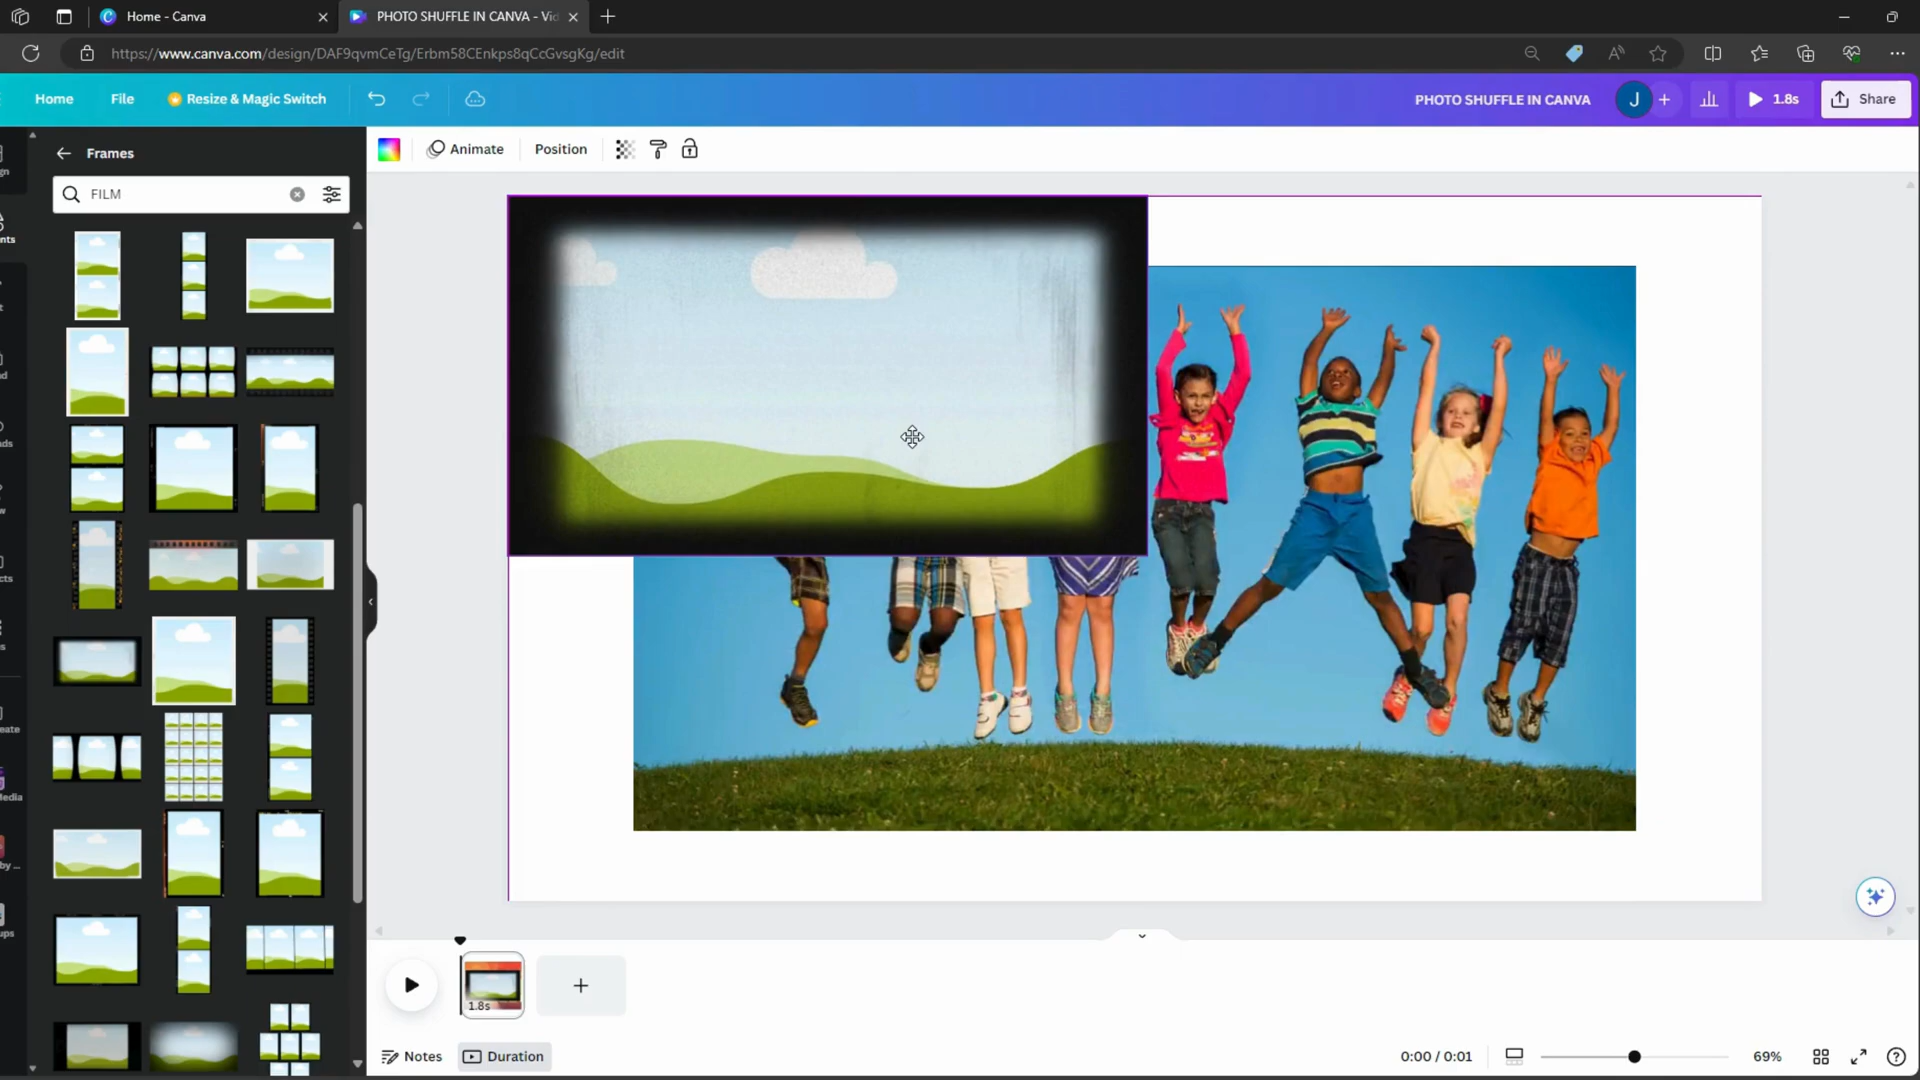 Home - Canva
PHOTO SHUFFLE IN CANVA - Vid
https://www.canva.com/design/DAF9qvmCeTg/Erbm58CEnkps8qCcGvsgKg/edit
Home
File
Resize & Magic Switch
PHOTO SHUFFLE IN CANVA
J
1.8s
Share
Frames
Animate
Position
FILM
1.8s
Notes
Duration
0:00 / 0:01
69%